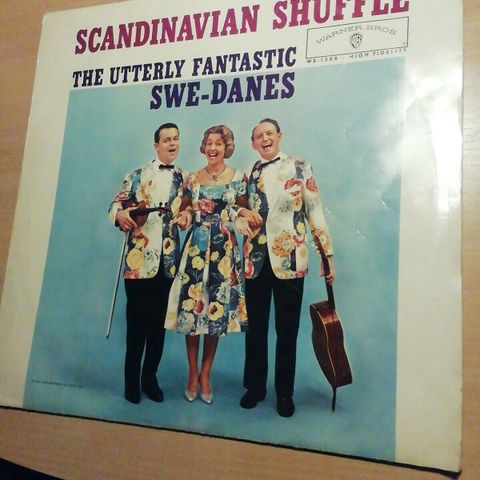 SCANDINAVIAN SHUFFLE
WARNER BROS.
WS-1388 · HIGH FIDELITY
THE UTTERLY FANTASTIC
SWE-DANES